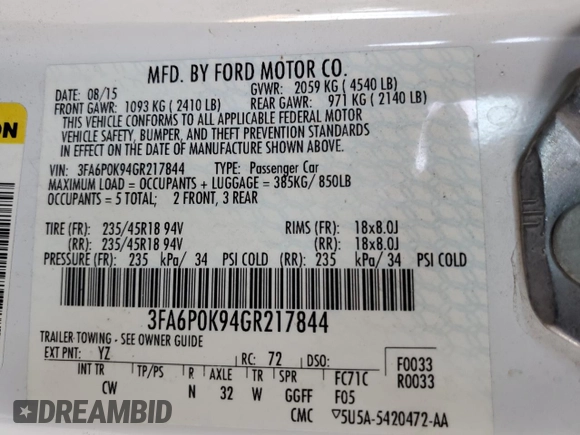 MFD. BY FORD MOTOR CO.
DATE: 08/15 GVWR: 2059 KG ( 4540 LB)
FRONT GAWR: 1093 KG ( 2410 LB) REAR GAWR: 971 KG ( 2140 LB)
THIS VEHICLE CONFORMS TO ALL APPLICABLE FEDERAL MOTOR
VEHICLE SAFETY, BUMPER, AND THEFT PREVENTION STANDARDS
IN EFFECT ON THE DATE OF MANUFACTURE SHOWN ABOVE.
VIN: 3FA6P0K94GR217844 TYPE: Passenger Car
MAXIMUM LOAD = OCCUPANTS + LUGGAGE = 385KG/ 850LB
OCCUPANTS = 5 TOTAL; 2 FRONT, 3 REAR
TIRE (FR): 235/45R18 94V RIMS (FR): 18x8.0J
(RR): 235/45R18 94V (RR): 18x8.0J
PRESSURE (FR): 235 kPa/ 34 PSI COLD (RR): 235 kPa/ 34 PSI COLD
3FA6P0K94GR217844
TRAILER TOWING - SEE OWNER GUIDE
EXT PNT: YZ RC: 72 DSO: F0033
R0033
INT TR TP/PS R AXLE TR SPR FC71C
CW N 32 W GGFF F05
CMC ▽5U5A-5420472-AA
ON
DEAD OR ALIVE
AUTOMOTIVE